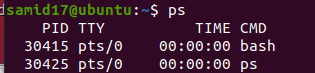 samid17@ubuntu:~$ ps
PID TTY TIME CMD
30415 pts/0 00:00:00 bash
30425 pts/0 00:00:00 ps